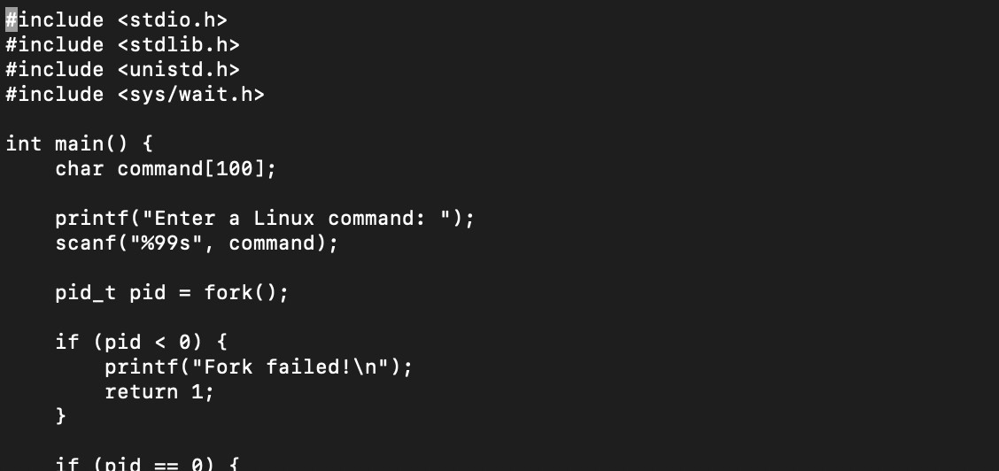 #include <stdio.h>
#include <stdlib.h>
#include <unistd.h>
#include <sys/wait.h>

int main() {
    char command[100];

    printf("Enter a Linux command: ");
    scanf("%99s", command);

    pid_t pid = fork();

    if (pid < 0) {
        printf("Fork failed!\n");
        return 1;
    }

    if (pid == 0) {